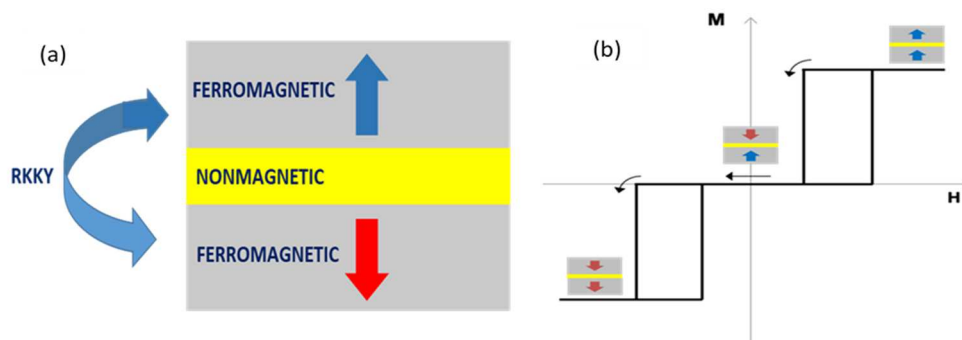 (a)
FERROMAGNETIC
RKKY
NONMAGNETIC
FERROMAGNETIC
(b)
M
H